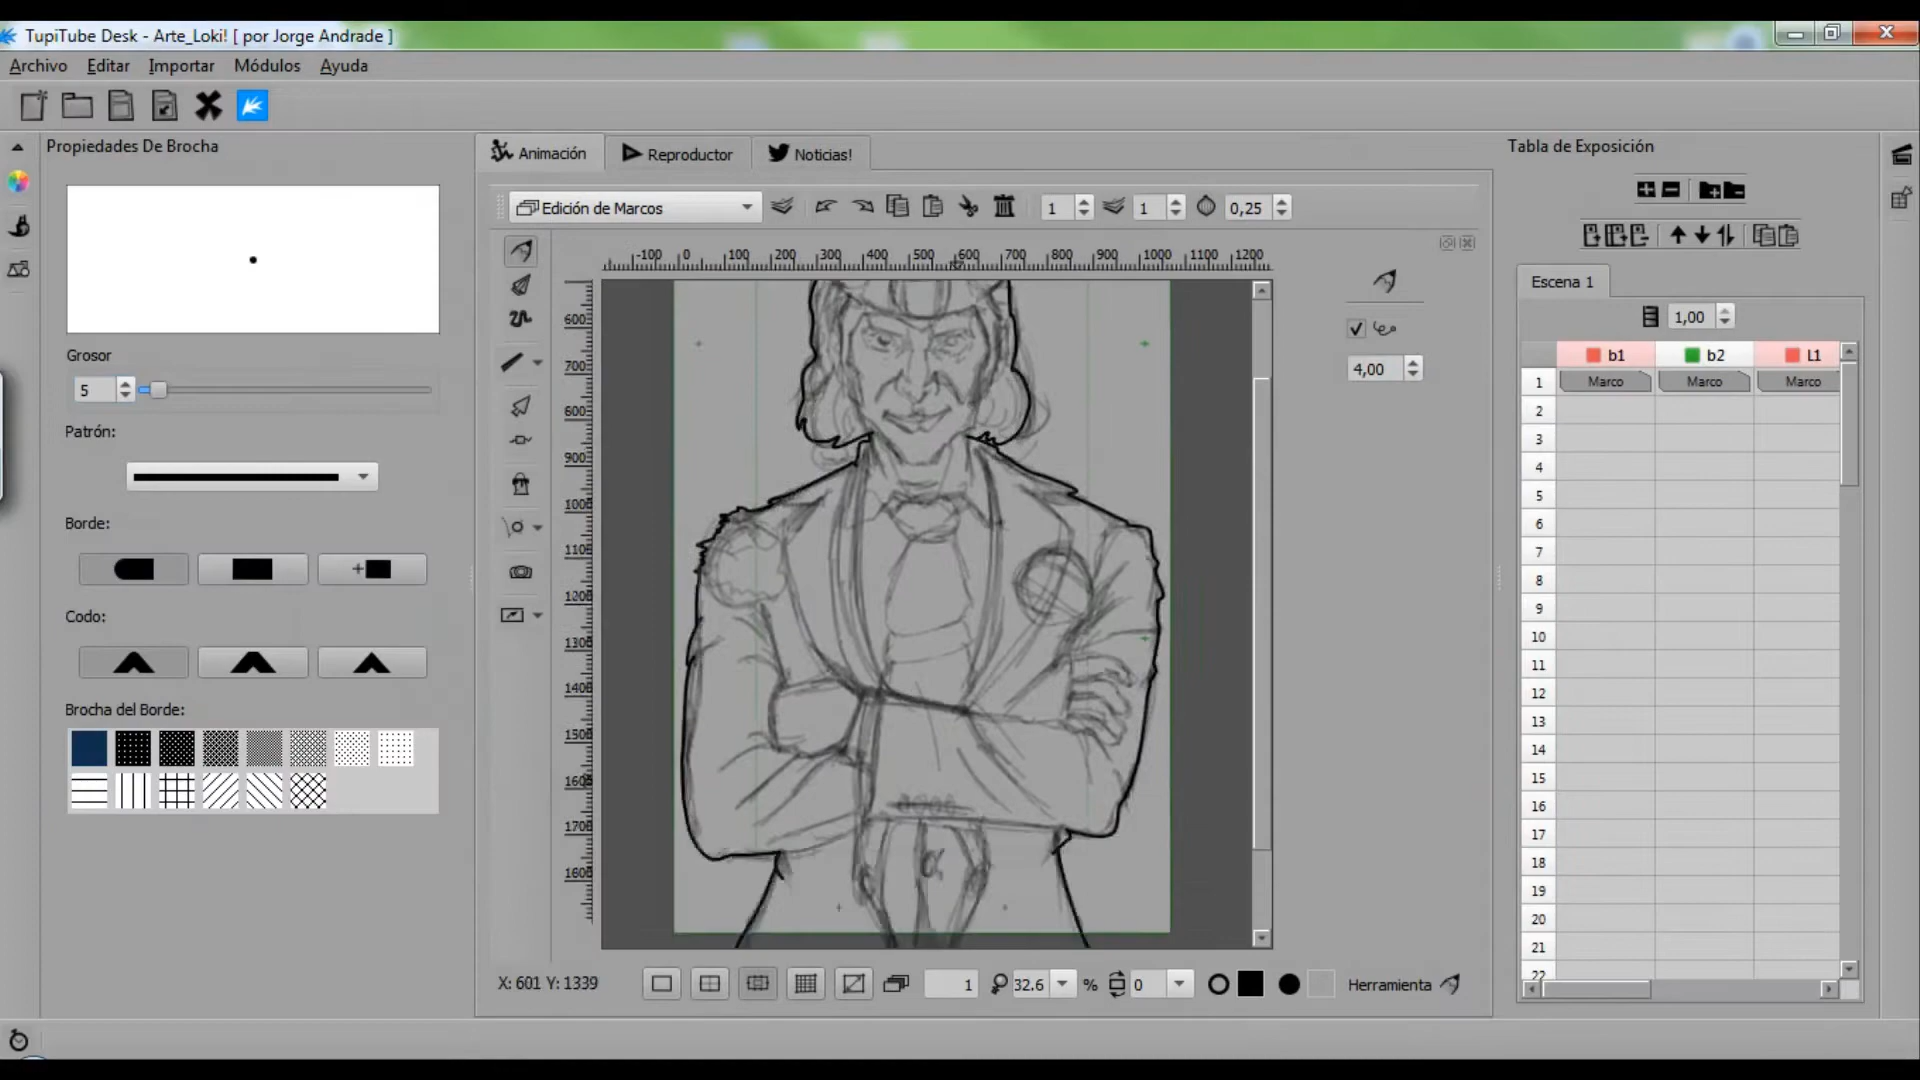 TupiTube Desk - Arte_Loki! [ por Jorge Andrade ]
Archivo Editar Importar Módulos Ayuda
Propiedades De Brocha
Animación Reproductor Noticias! Tabla de Exposición
Edición de Marcos 1 1 0,25
-100 0 100 200 300 400 500 600 700 800 900 1000 1100 1200
Escena 1
1,00
Grosor
5
4,00
b1 b2 L1
Marco Marco Marco
Patrón:
Borde:
Codo:
Brocha del Borde:
600
700
800
600
900
1000
1100
1200
1300
1400
1500
1600
1700
1600
α
1
2
3
4
5
6
7
8
9
10
11
12
13
14
15
16
17
18
19
20
21
22
X: 601 Y: 1339 1 32.6 % 0 Herramienta